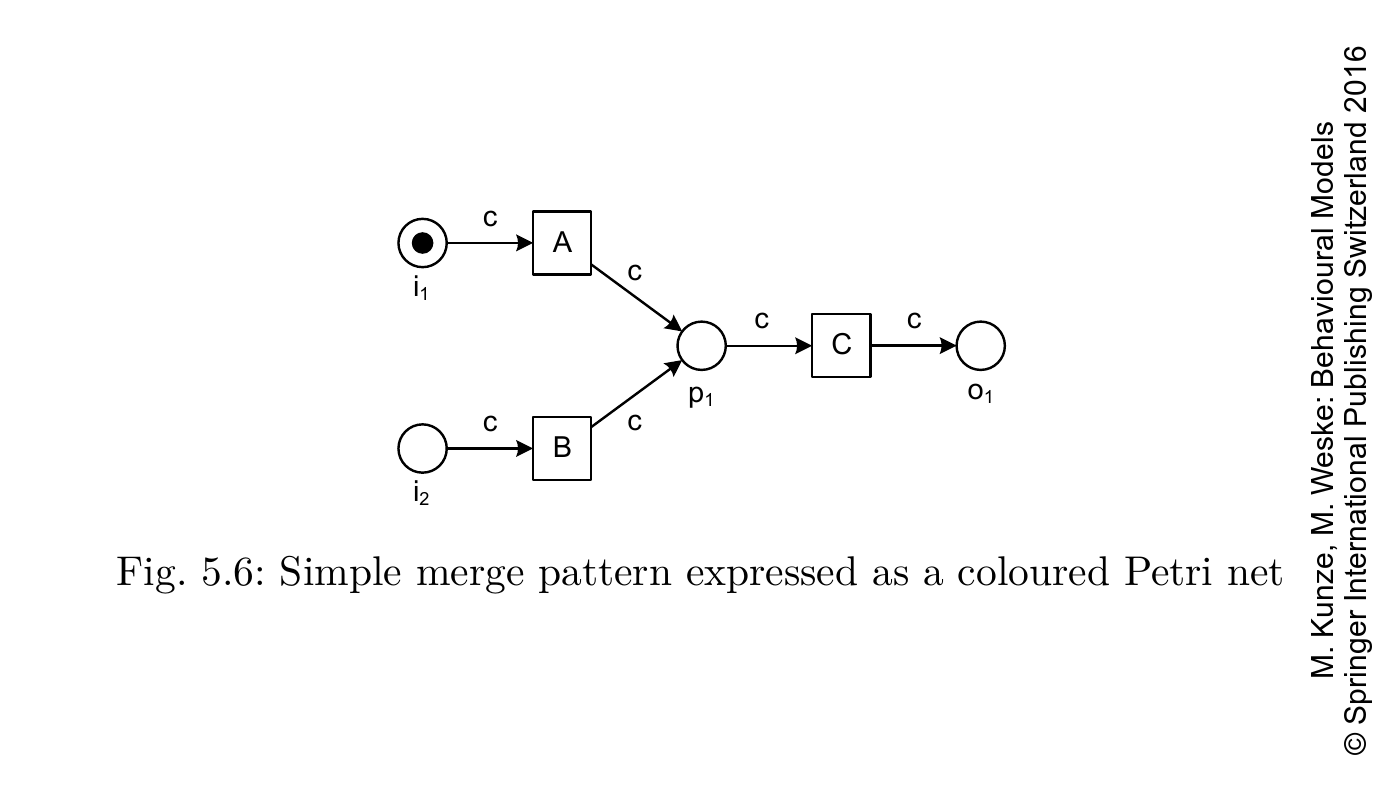 c
A
c
i₁
c
C
c
p₁
o₁
c
B
c
i₂
Fig. 5.6: Simple merge pattern expressed as a coloured Petri net
M. Kunze, M. Weske: Behavioural Models
© Springer International Publishing Switzerland 2016